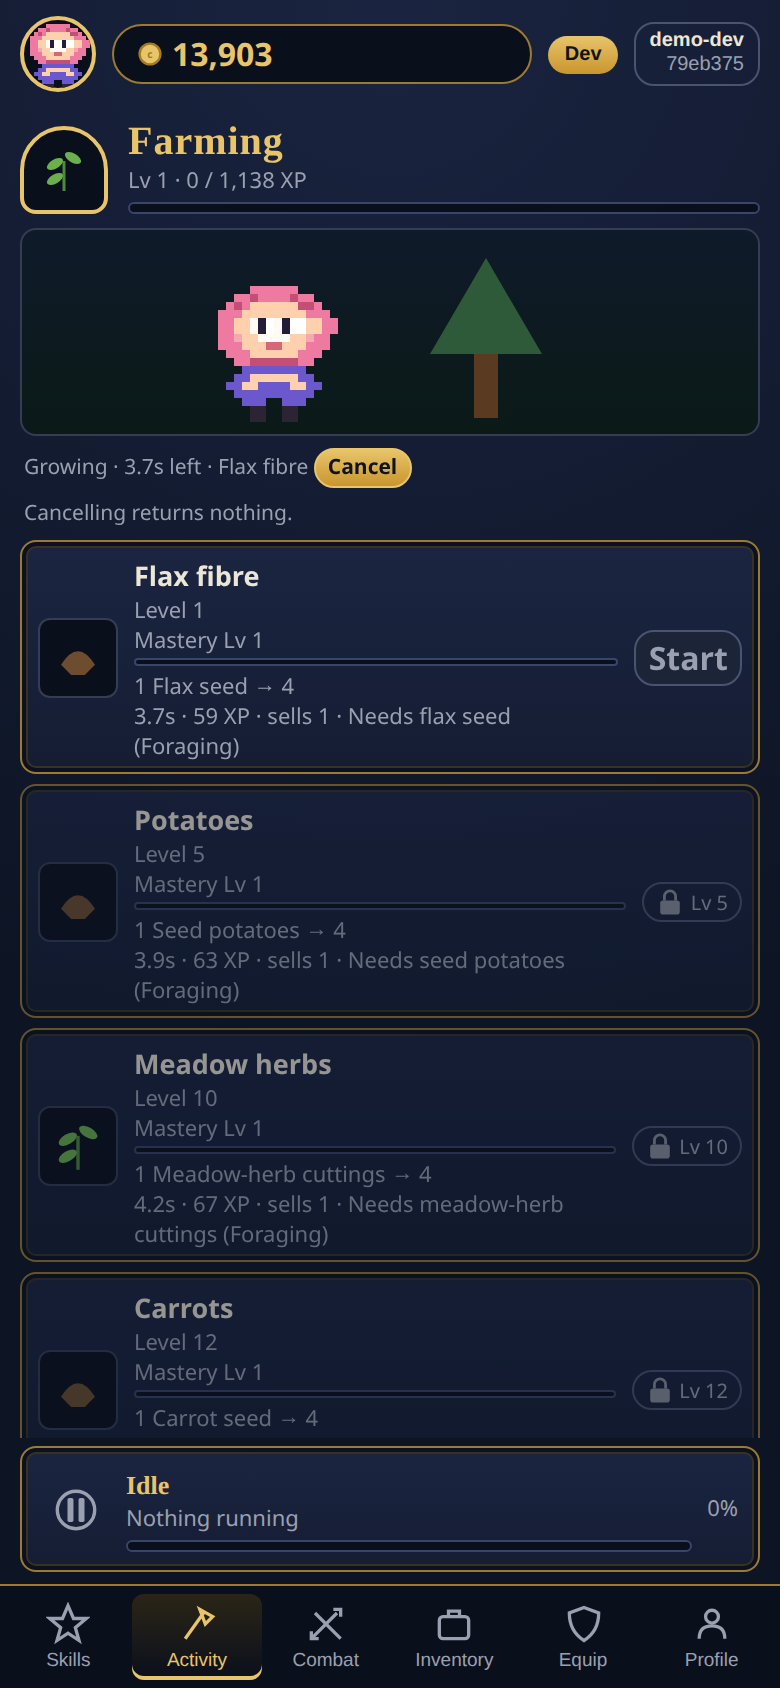 13,903
Dev
demo-dev
79eb375
Farming
Lv 1 · 0 / 1,138 XP
Growing · 3.7s left · Flax fibre
Cancel
Cancelling returns nothing.
Flax fibre
Level 1
Mastery Lv 1
1 Flax seed → 4
3.7s · 59 XP · sells 1 · Needs flax seed
(Foraging)
Start
Potatoes
Level 5
Mastery Lv 1
1 Seed potatoes → 4
3.9s · 63 XP · sells 1 · Needs seed potatoes
(Foraging)
Lv 5
Meadow herbs
Level 10
Mastery Lv 1
1 Meadow-herb cuttings → 4
4.2s · 67 XP · sells 1 · Needs meadow-herb
cuttings (Foraging)
Lv 10
Carrots
Level 12
Mastery Lv 1
1 Carrot seed → 4
Lv 12
Idle
Nothing running
0%
Skills
Activity
Combat
Inventory
Equip
Profile